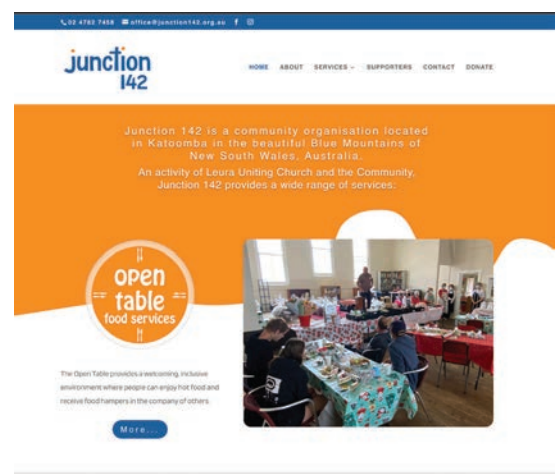 02 4782 7458 office@junction142.org.au
junction
142
HOME ABOUT SERVICES SUPPORTERS CONTACT DONATE
Junction 142 is a community organisation located
in Katoomba in the beautiful Blue Mountains of
New South Wales, Australia.
An activity of Leura Uniting Church and the Community,
Junction 142 provides a wide range of services:
open
table
food services
The Open Table provides a welcoming, inclusive
environment where people can enjoy hot food and
receive food hampers in the company of others.
More...